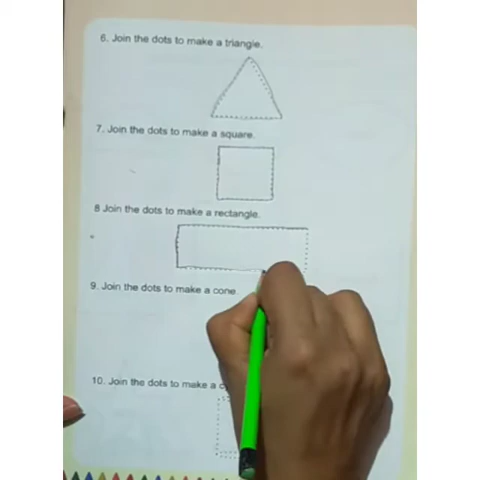 6. Join the dots to make a triangle.
7. Join the dots to make a square.
8 Join the dots to make a rectangle.
9. Join the dots to make a cone.
10. Join the dots to make a